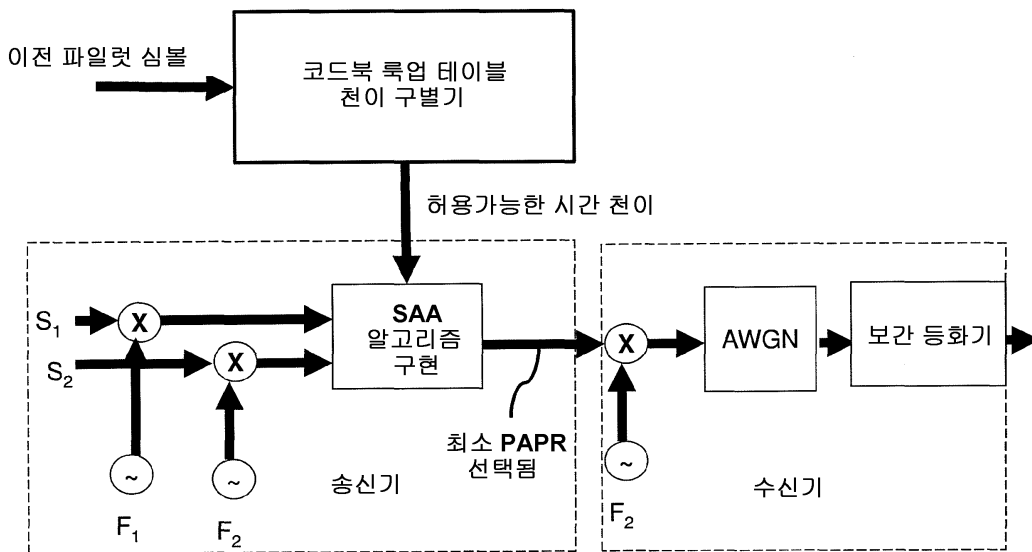 이전 파일럿 심볼
코드북 룩업 테이블
천이 구별기
허용가능한 시간 천이
S1
X
SAA
알고리즘
구현
S2
X
X
AWGN
보간 등화기
최소 PAPR
선택됨
~
~
~
송신기
수신기
F1
F2
F2